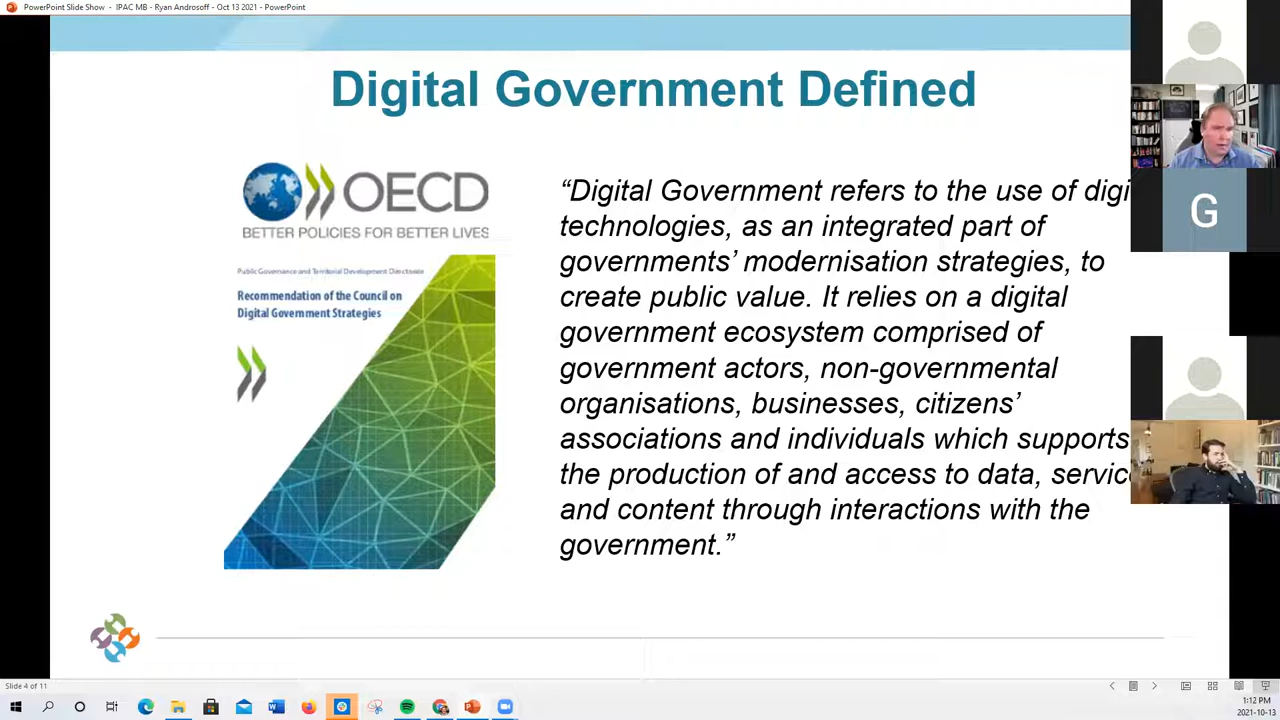 PowerPoint Slide Show - IPAC MB - Ryan Androsoff - Oct 13 2021 - PowerPoint
Digital Government Defined
OECD
BETTER POLICIES FOR BETTER LIVES
Public Governance and Territorial Development Directorate
Recommendation of the Council on
Digital Government Strategies
“Digital Government refers to the use of digi
technologies, as an integrated part of
governments’ modernisation strategies, to
create public value. It relies on a digital
government ecosystem comprised of
government actors, non-governmental
organisations, businesses, citizens’
associations and individuals which supports
the production of and access to data, service
and content through interactions with the
government.”
G
Slide 4 of 11
1:12 PM
2021-10-13